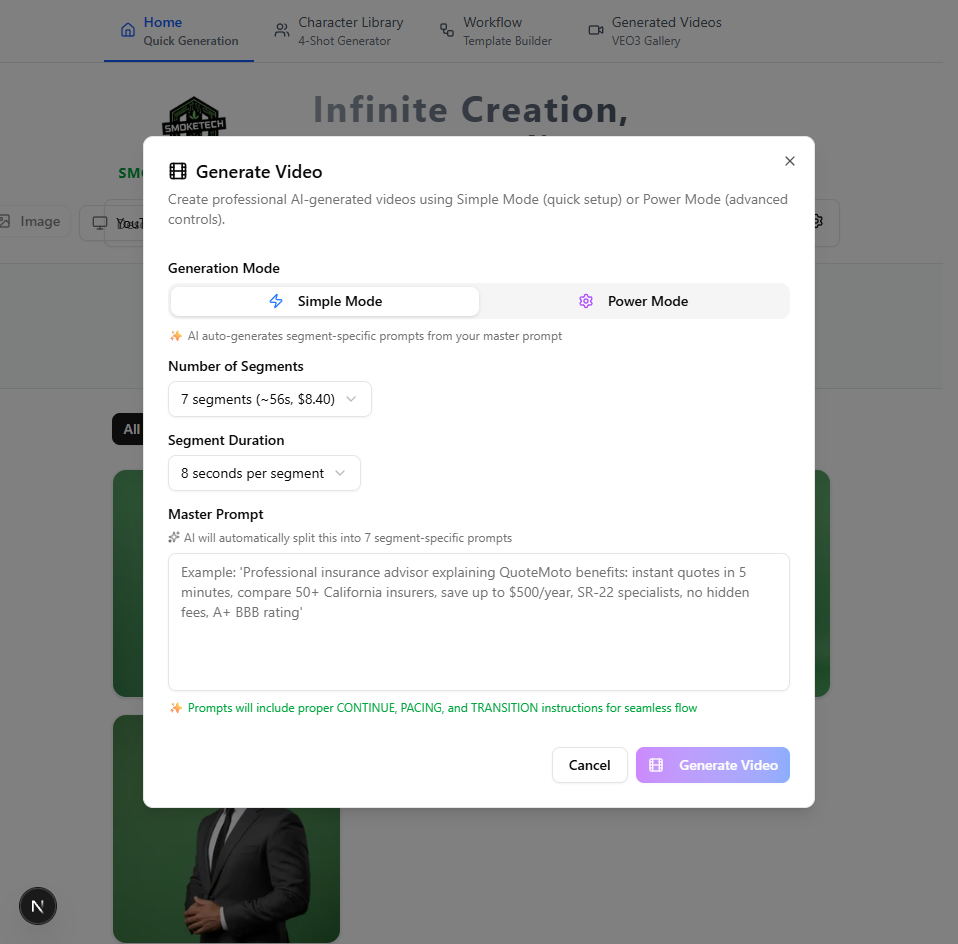 Home
Quick Generation
Character Library
4-Shot Generator
Workflow
Template Builder
Generated Videos
VEO3 Gallery
SMOKETECH
Infinite Creation,
SMO
Image
YouT
All
Generate Video
Create professional AI-generated videos using Simple Mode (quick setup) or Power Mode (advanced
controls).
Generation Mode
Simple Mode
Power Mode
AI auto-generates segment-specific prompts from your master prompt
Number of Segments
7 segments (~56s, $8.40)
Segment Duration
8 seconds per segment
Master Prompt
AI will automatically split this into 7 segment-specific prompts
Example: 'Professional insurance advisor explaining QuoteMoto benefits: instant quotes in 5
minutes, compare 50+ California insurers, save up to $500/year, SR-22 specialists, no hidden
fees, A+ BBB rating'
Prompts will include proper CONTINUE, PACING, and TRANSITION instructions for seamless flow
Cancel
Generate Video
N